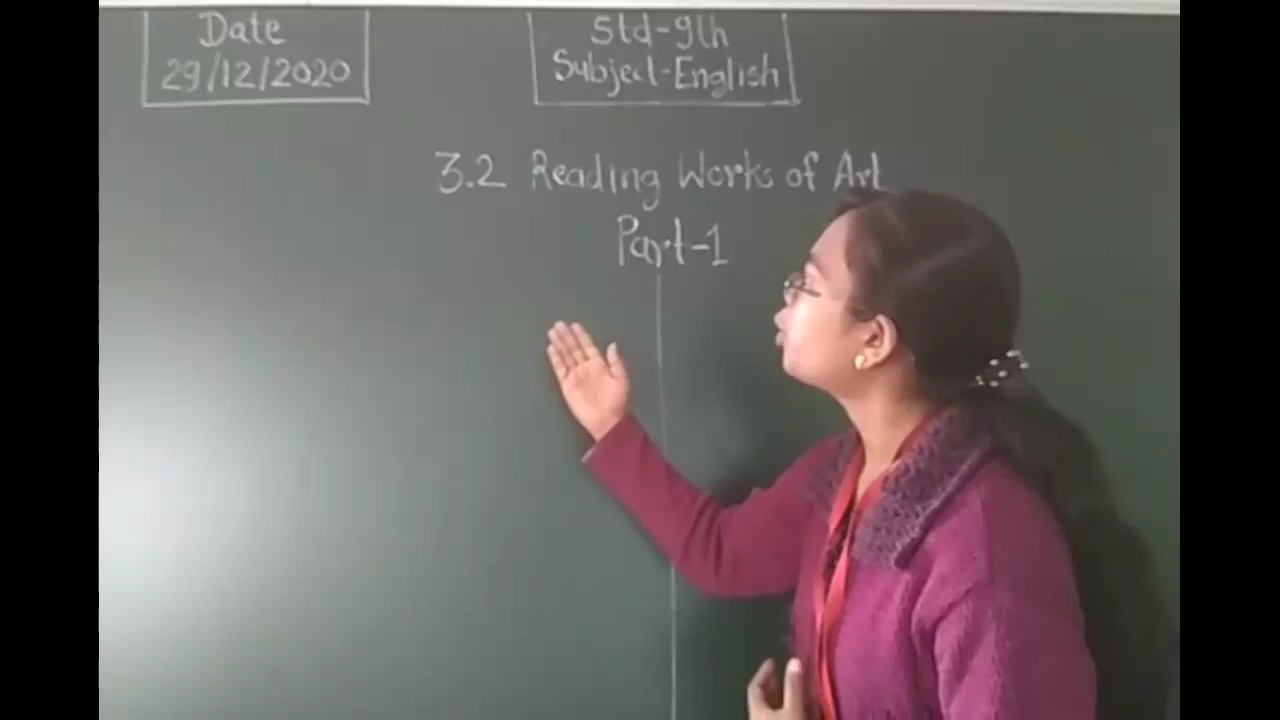 Date
29/12/2020
Std-9th
Subject-English
3.2 Reading Works of Art
Part-1